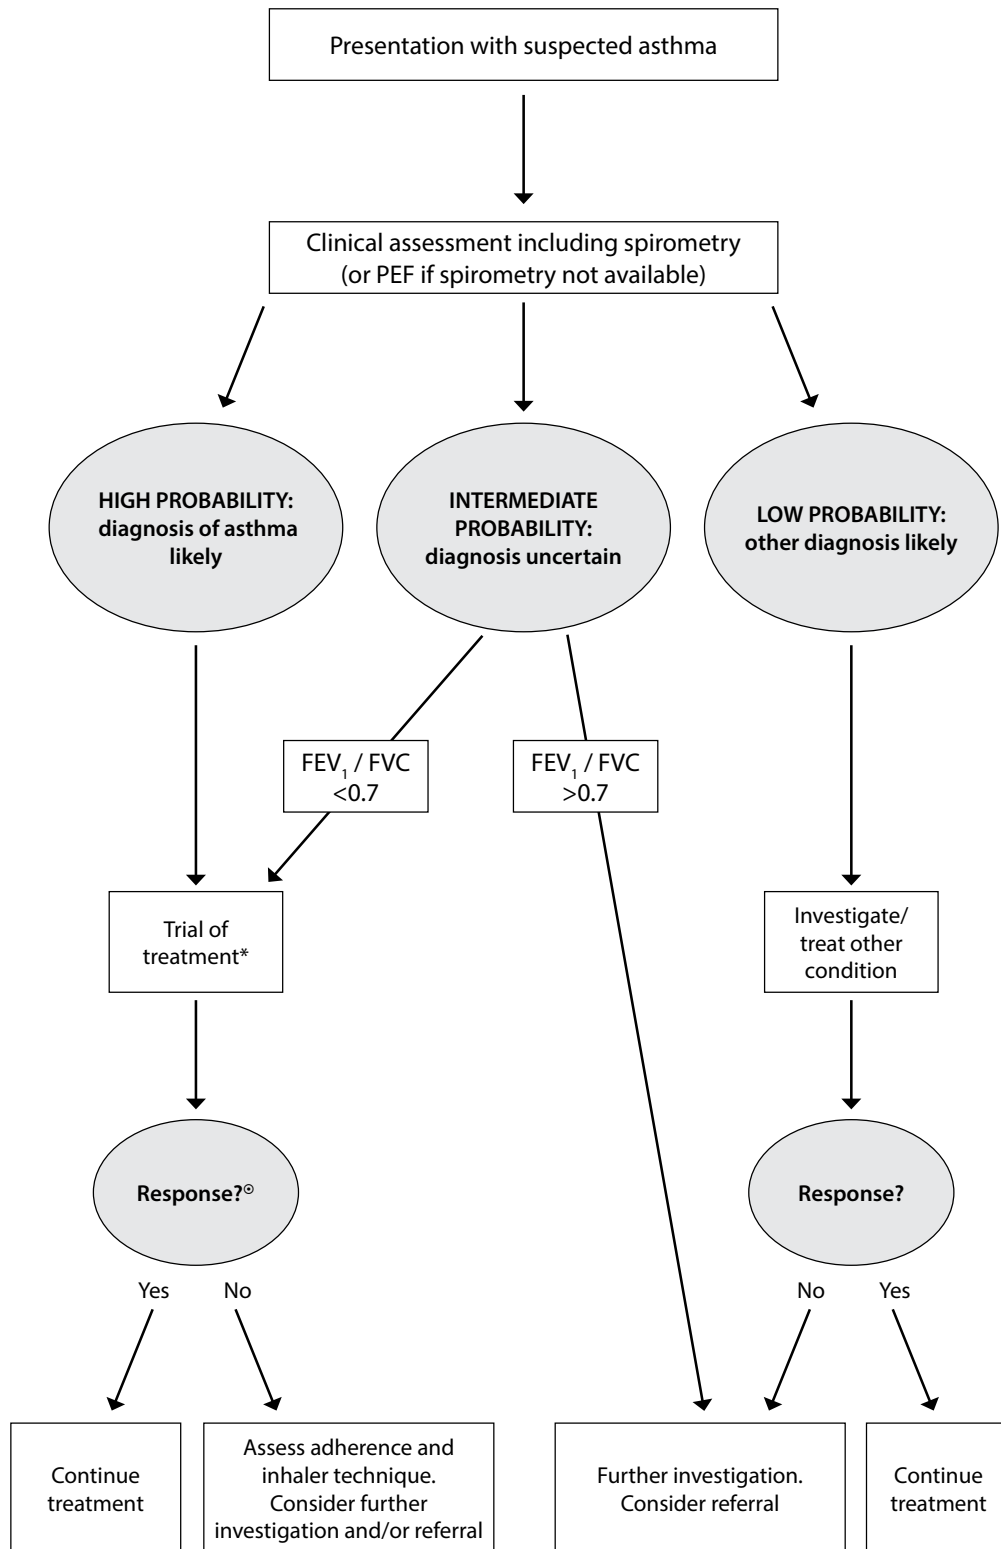 Presentation with suspected asthma
Clinical assessment including spirometry
(or PEF if spirometry not available)
HIGH PROBABILITY:
diagnosis of asthma
likely
INTERMEDIATE
PROBABILITY:
diagnosis uncertain
LOW PROBABILITY:
other diagnosis likely
FEV₁ / FVC
<0.7
FEV₁ / FVC
>0.7
Trial of
treatment*
Investigate/
treat other
condition
Response?⊙
Response?
Yes
No
No
Yes
Continue
treatment
Assess adherence and
inhaler technique.
Consider further
investigation and/or referral
Further investigation.
Consider referral
Continue
treatment